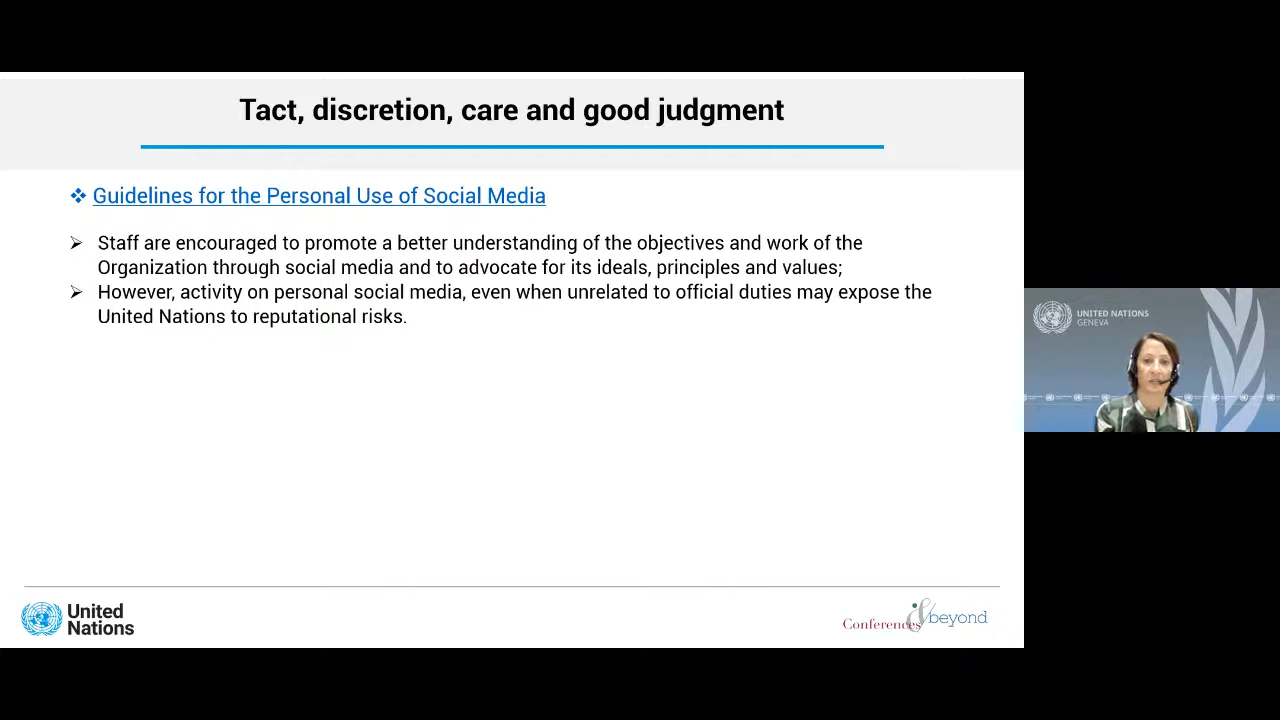 Tact, discretion, care and good judgment
Guidelines for the Personal Use of Social Media
Staff are encouraged to promote a better understanding of the objectives and work of the
Organization through social media and to advocate for its ideals, principles and values;
However, activity on personal social media, even when unrelated to official duties may expose the
United Nations to reputational risks.
UNITED NATIONS
GENEVA
United
Nations
Conferences & beyond